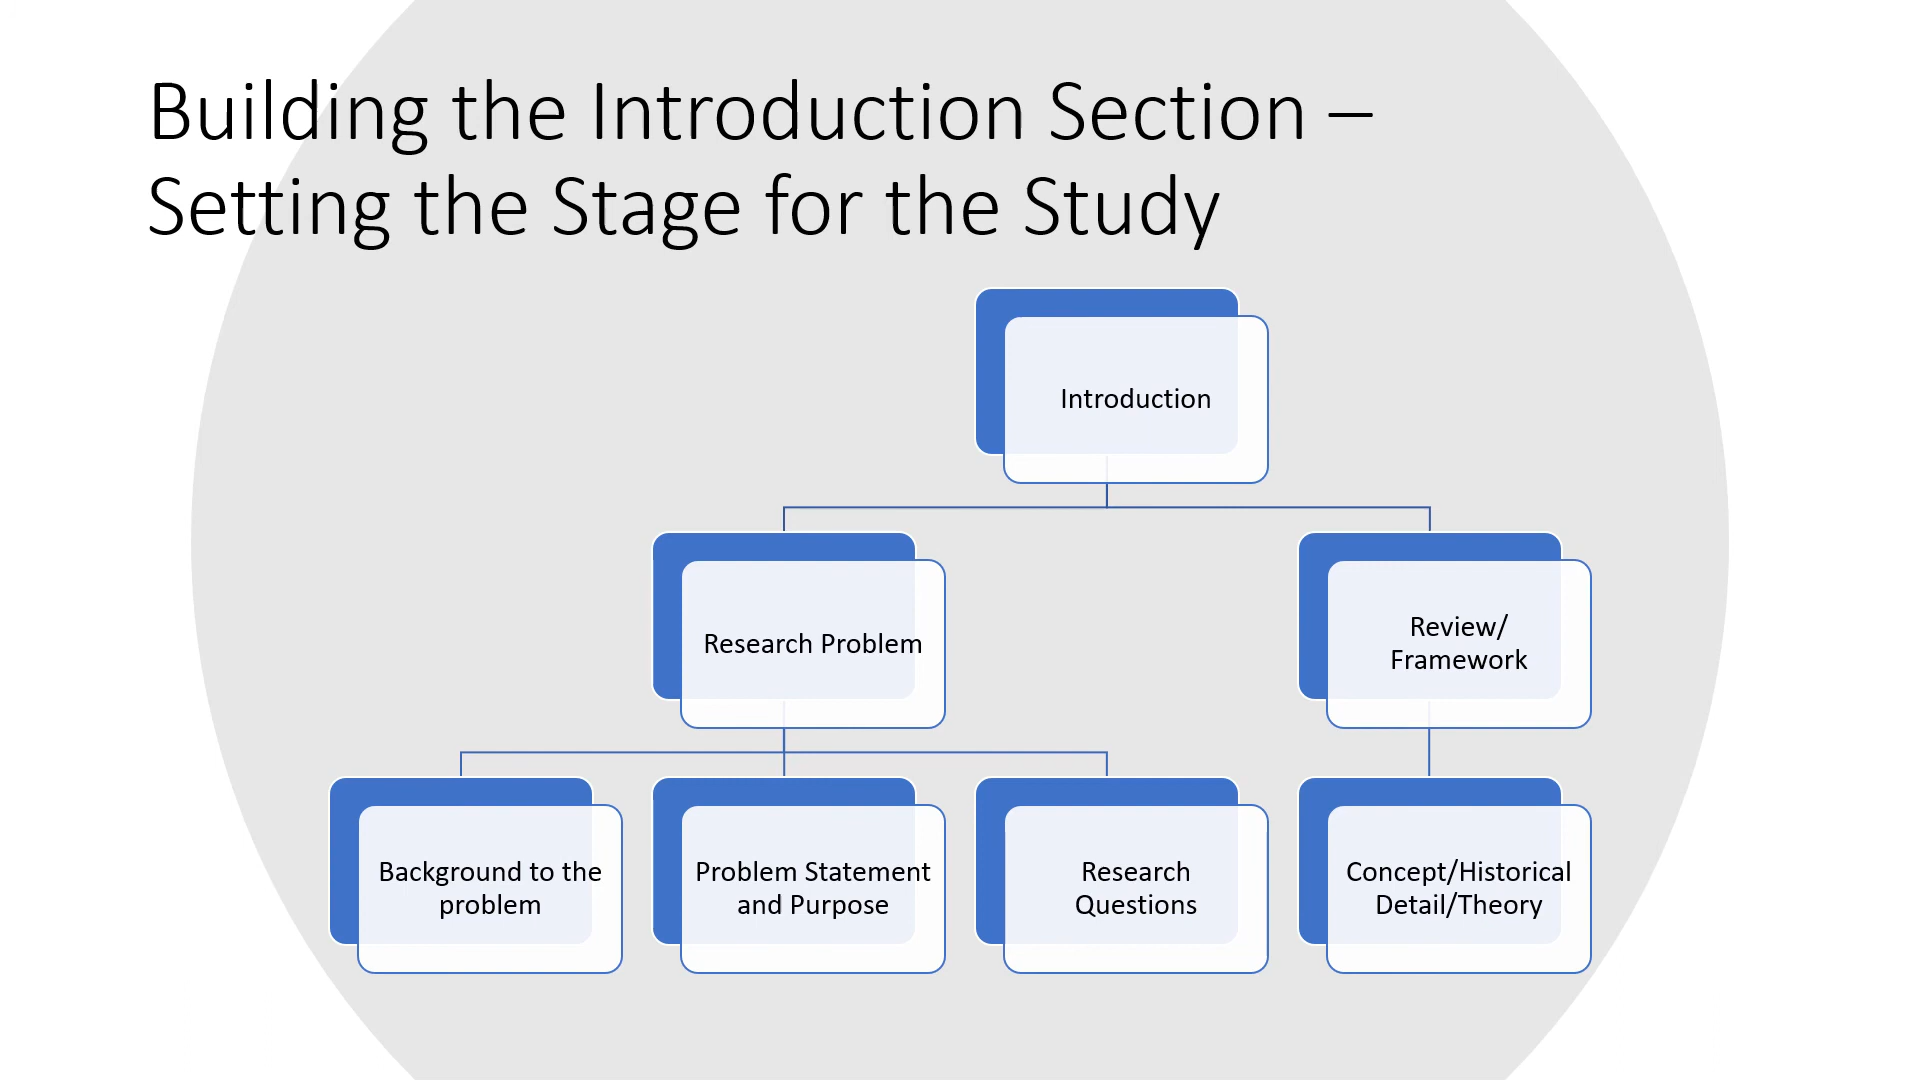 Building the Introduction Section –
Setting the Stage for the Study
Introduction
Research Problem
Review/
Framework
Background to the
problem
Problem Statement
and Purpose
Research
Questions
Concept/Historical
Detail/Theory